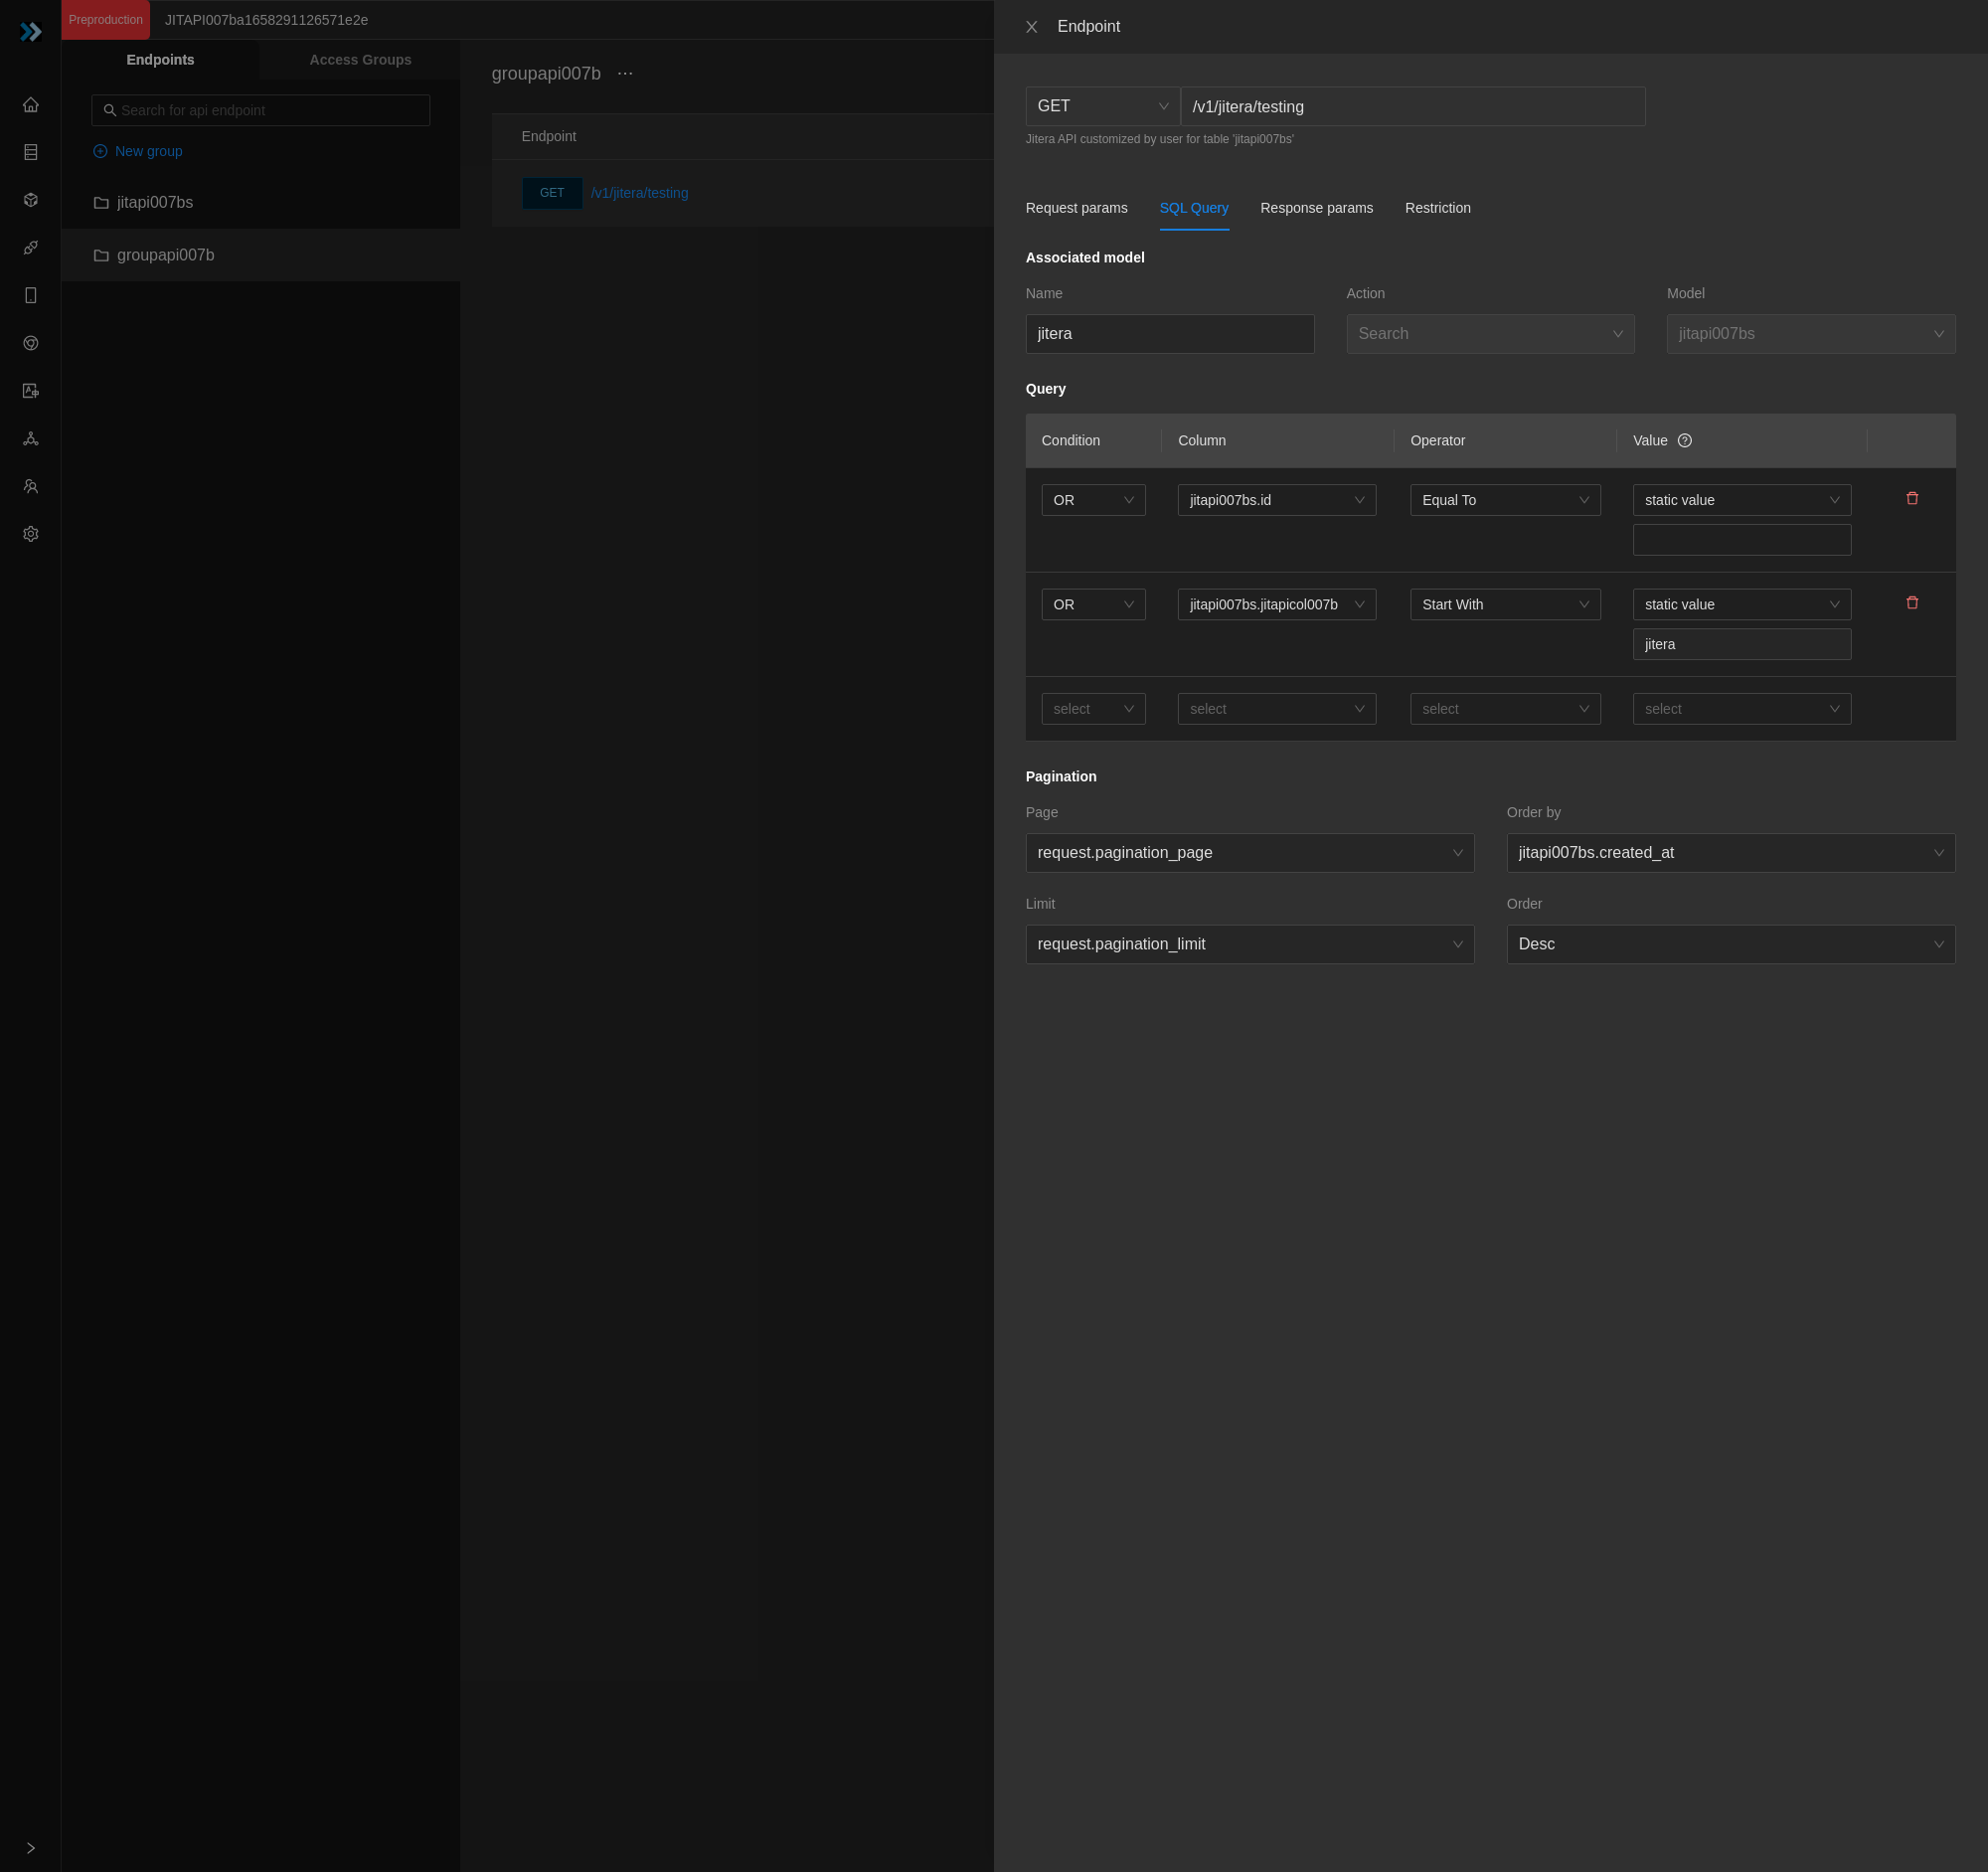 Preproduction
JITAPI007ba1658291126571e2e
Endpoints
Access Groups
Search for api endpoint
New group
jitapi007bs
groupapi007b
groupapi007b ···
Endpoint
GET /v1/jitera/testing
Endpoint
GET
/v1/jitera/testing
Jitera API customized by user for table 'jitapi007bs'
Request params SQL Query Response params Restriction
Associated model
Name Action Model
jitera Search jitapi007bs
Query
Condition Column Operator Value
OR jitapi007bs.id Equal To static value
OR jitapi007bs.jitapicol007b Start With static value
jitera
select select select select
Pagination
Page Order by
request.pagination_page jitapi007bs.created_at
Limit Order
request.pagination_limit Desc